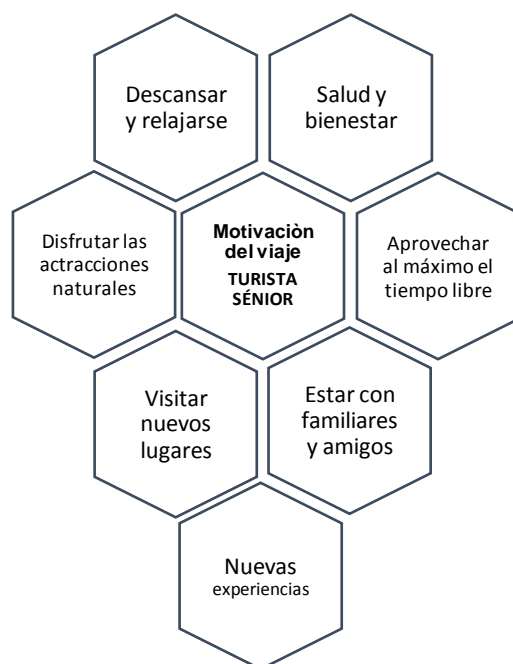 Descansar
y relajarse
Salud y
bienestar
Disfrutar las
actracciones
naturales
Motivaciòn
del viaje
TURISTA
SÉNIOR
Aprovechar
al máximo el
tiempo libre
Visitar
nuevos
lugares
Estar con
familiares
y amigos
Nuevas
experiencias